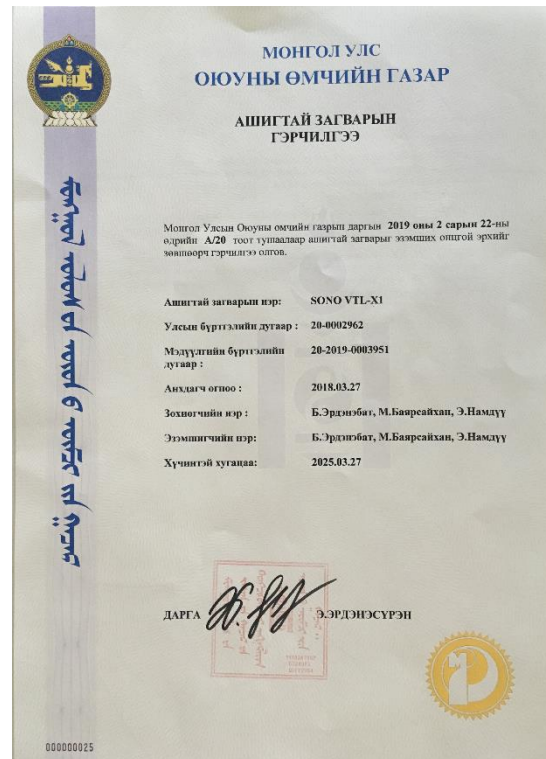 МОНГОЛ УЛС
ОЮУНЫ ӨМЧИЙН ГАЗАР
АШИГТАЙ ЗАГВАРЫН
ГЭРЧИЛГЭЭ
Монгол Улсын Оюуны өмчийн газрын даргын 2019 оны 2 сарын 22-ны
өдрийн А/20 тоот тушаалаар ашигтай загварыг эзэмших онцгой эрхийг
зөвшөөрч гэрчилгээ олгов.
Ашигтай загварын нэр: SONO VTL-X1
Улсын бүртгэлийн дугаар : 20-0002962
Мэдүүлгийн бүртгэлийн 20-2019-0003951
дугаар :
Анхдагч огноо : 2018.03.27
Зохиогчийн нэр : Б.Эрдэнэбат, М.Баярсайхан, Э.Намдүү
Эзэмшигчийн нэр: Б.Эрдэнэбат, М.Баярсайхан, Э.Намдүү
Хүчинтэй хугацаа: 2025.03.27
ДАРГА Э.ЭРДЭНЭСҮРЭН
000000025